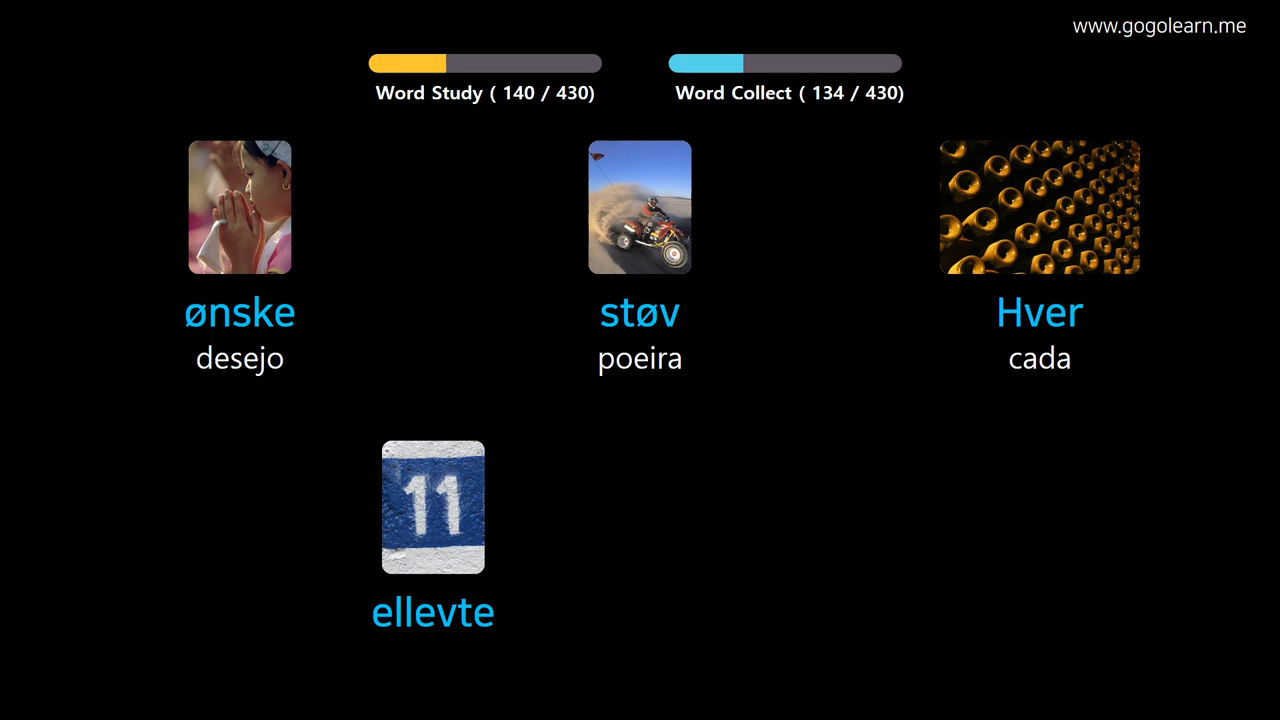 www.gogolearn.me
Word Study ( 140 / 430)
Word Collect ( 134 / 430)
ønske
støv
Hver
desejo
poeira
cada
11
ellevte